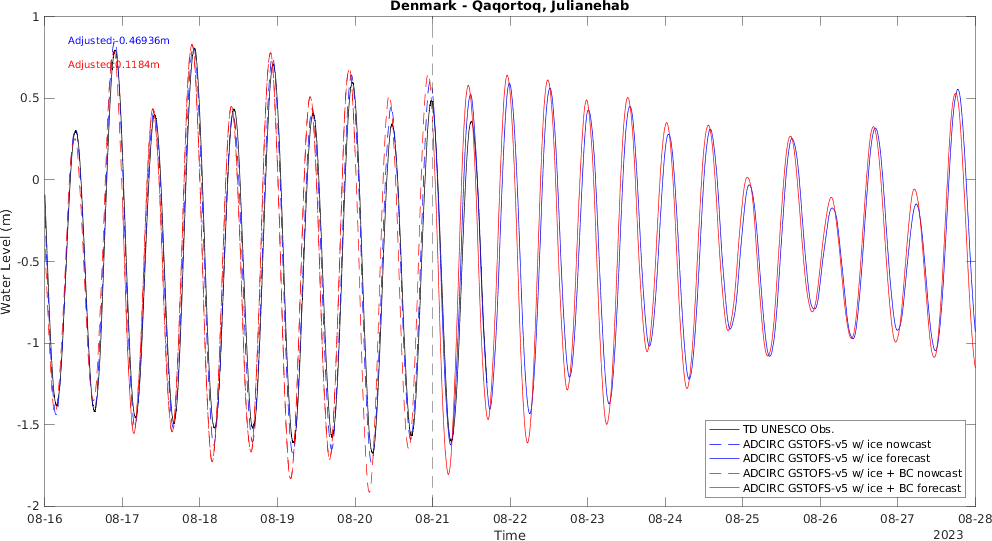 Denmark - Qaqortoq, Julianehab
Adjusted:-0.46936m
Adjusted:0.1184m
1
0.5
0
-0.5
-1
-1.5
-2
Water Level (m)
TD UNESCO Obs.
ADCIRC GSTOFS-v5 w/ ice nowcast
ADCIRC GSTOFS-v5 w/ ice forecast
ADCIRC GSTOFS-v5 w/ ice + BC nowcast
ADCIRC GSTOFS-v5 w/ ice + BC forecast
08-16 08-17 08-18 08-19 08-20 08-21 08-22 08-23 08-24 08-25 08-26 08-27 08-28
Time
2023